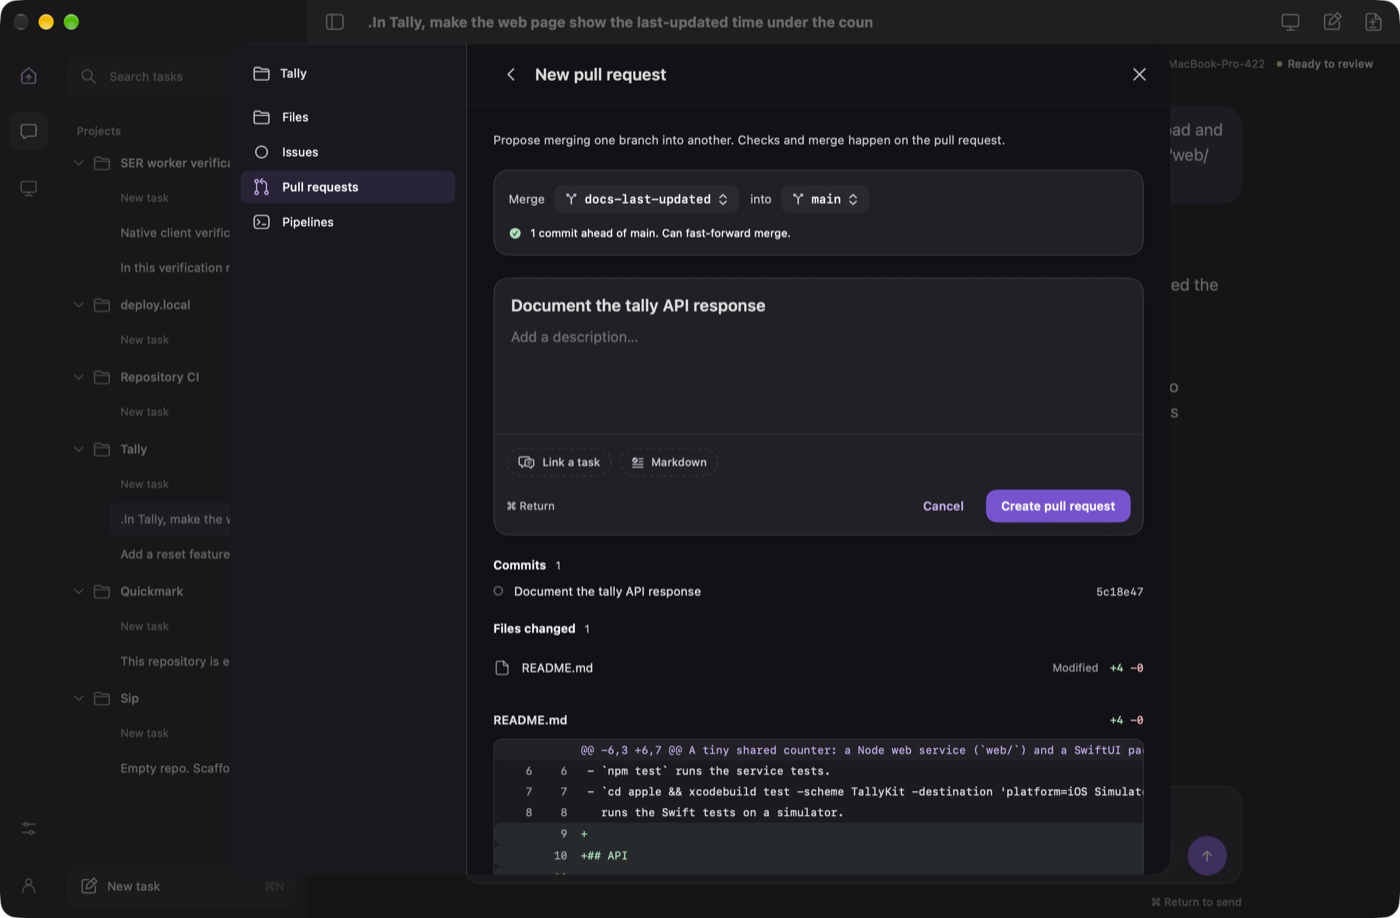 .In Tally, make the web page show the last-updated time under the coun
Search tasks
Projects
SER worker verifica
New task
Native client verific
In this verification r
deploy.local
New task
Repository CI
New task
Tally
New task
.In Tally, make the w
Add a reset feature
Quickmark
New task
This repository is e
Sip
New task
Empty repo. Scaffo
New task
⌘N
Tally
Files
Issues
Pull requests
Pipelines
New pull request
Propose merging one branch into another. Checks and merge happen on the pull request.
Merge docs-last-updated into main
1 commit ahead of main. Can fast-forward merge.
Document the tally API response
Add a description...
Link a task Markdown
⌘ Return Cancel Create pull request
Commits 1
Document the tally API response 5c18e47
Files changed 1
README.md Modified +4 -0
README.md +4 -0
@@ -6,3 +6,7 @@ A tiny shared counter: a Node web service (`web/`) and a SwiftUI pa
6 6 - `npm test` runs the service tests.
7 7 - `cd apple && xcodebuild test -scheme TallyKit -destination 'platform=iOS Simulat
8 8 runs the Swift tests on a simulator.
9 +
10 +## API
MacBook-Pro-422 Ready to review
ad and
/web/
ed the
o
s
⌘ Return to send